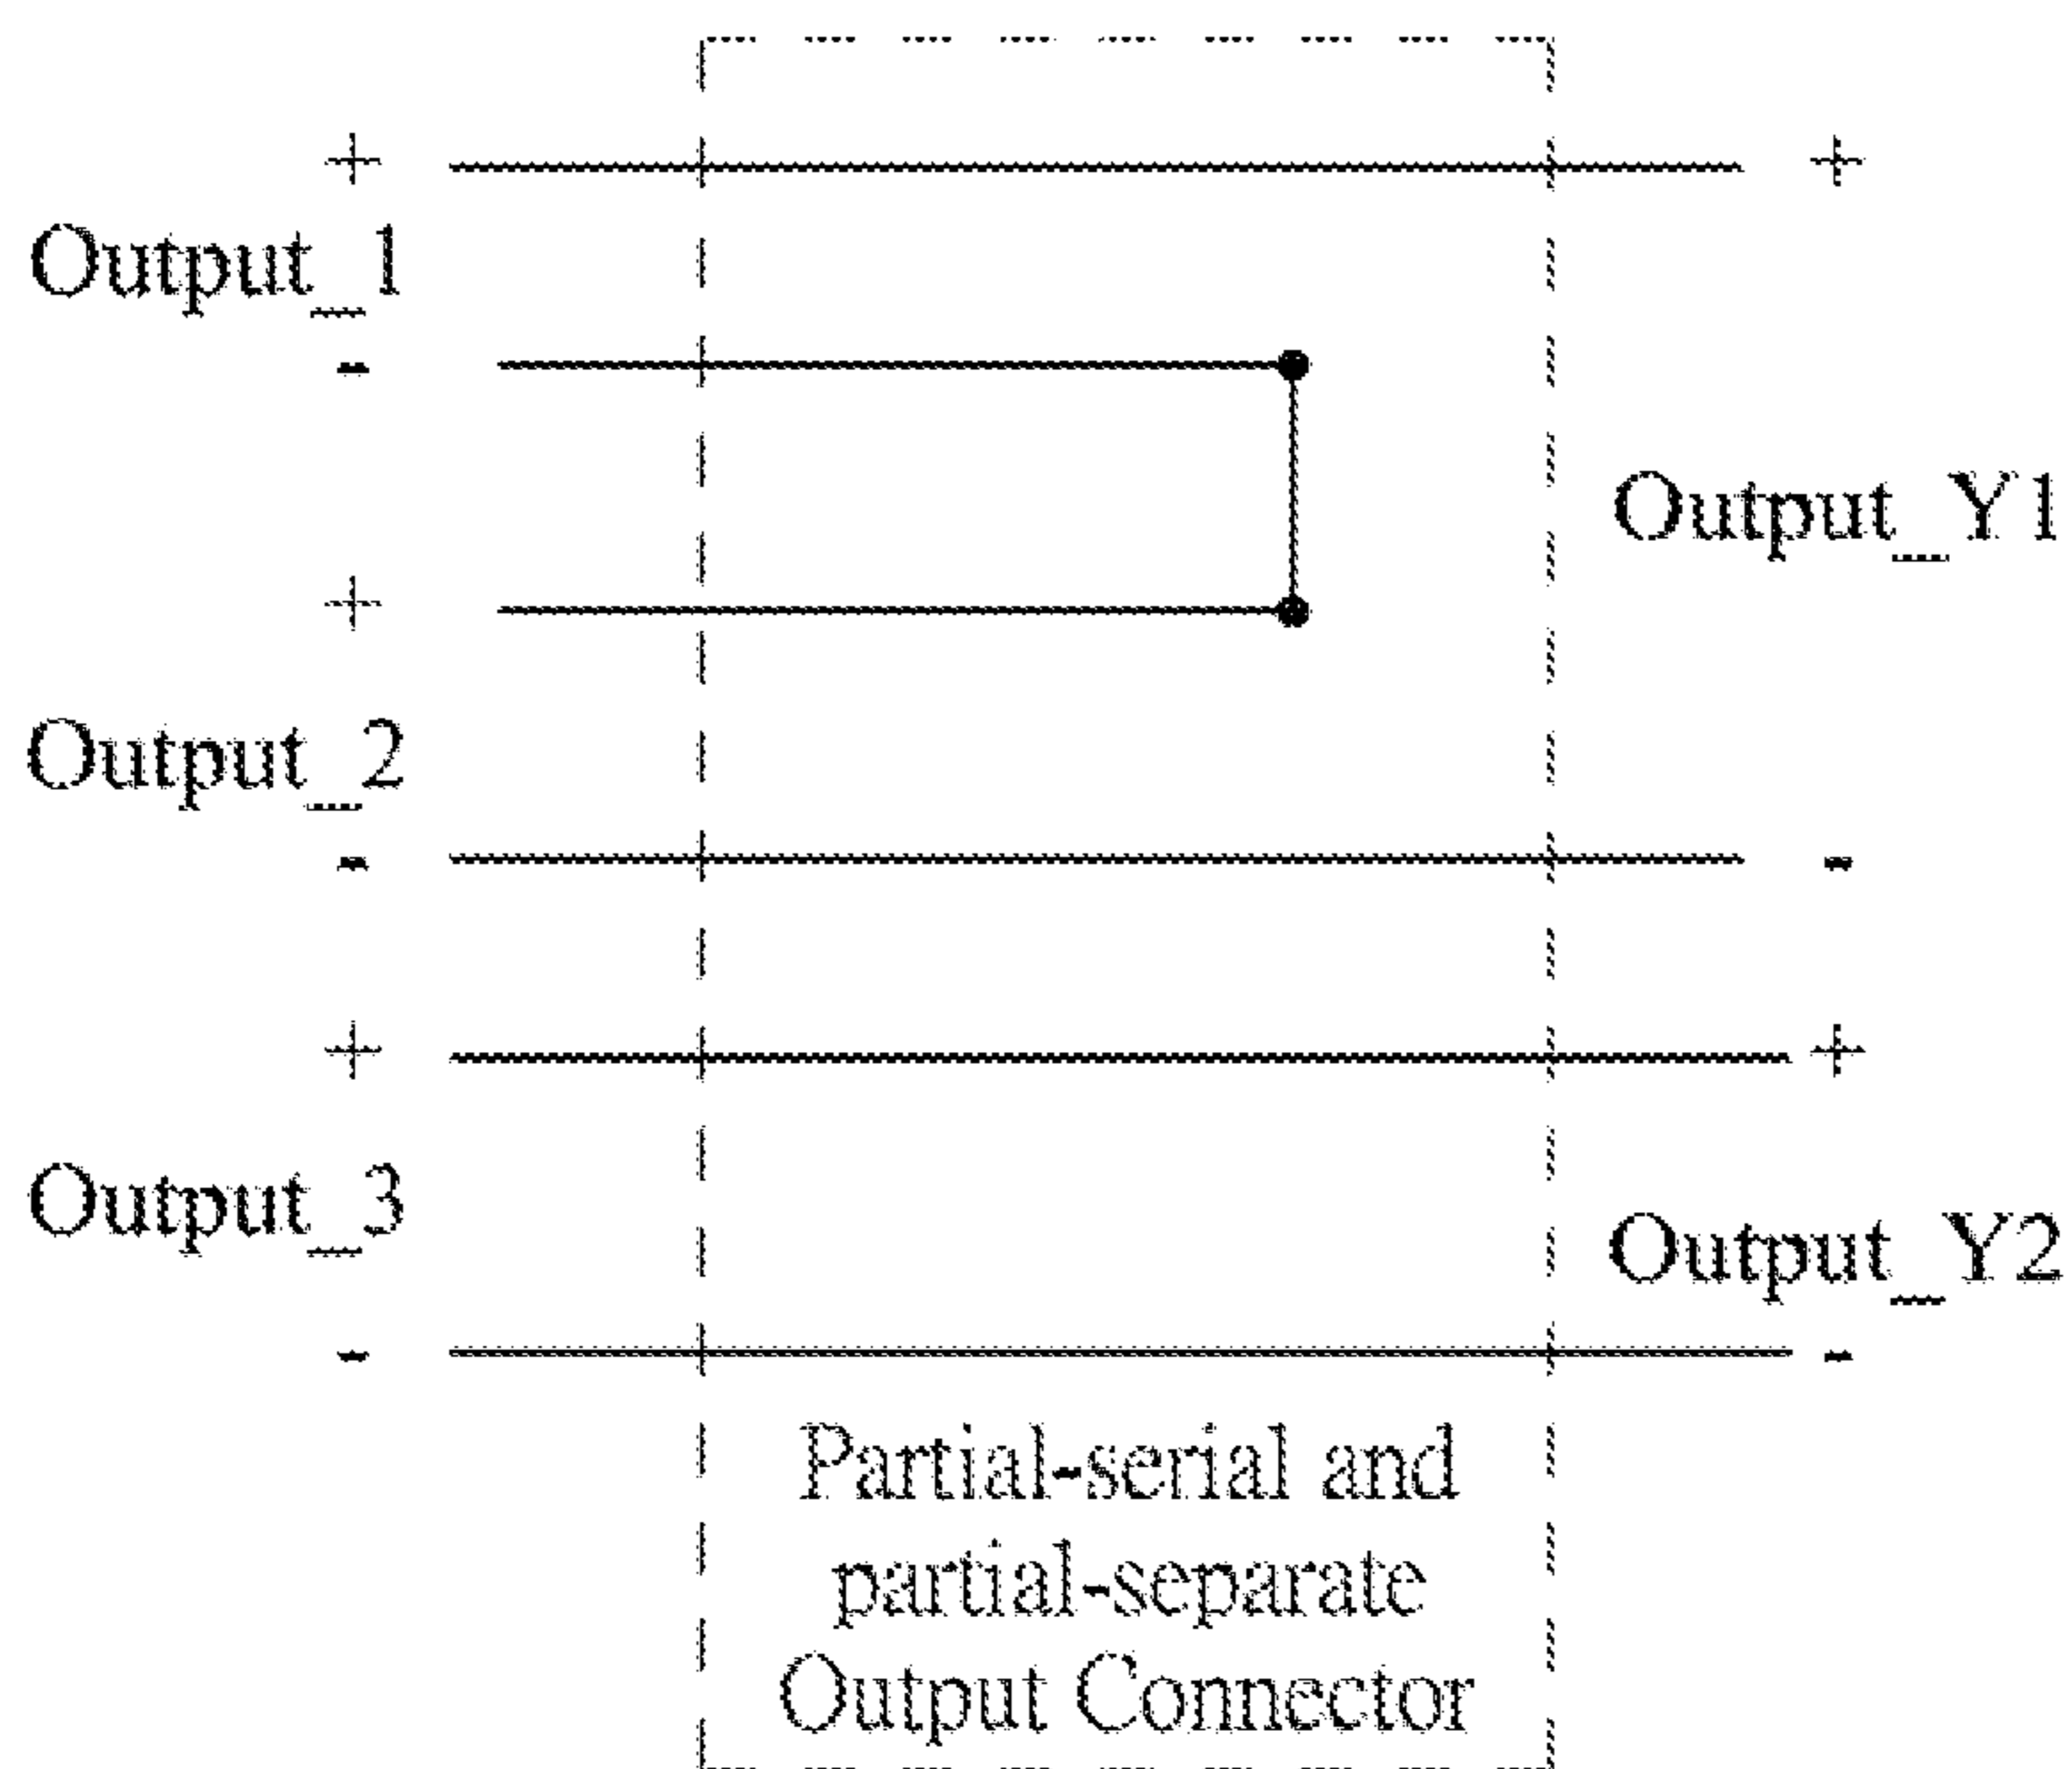 + +
Output_1
-
Output_Y1
+
Output_2
- -
+ +
Output_3
Output_Y2
- -
Partial-serial and
partial-separate
Output Connector